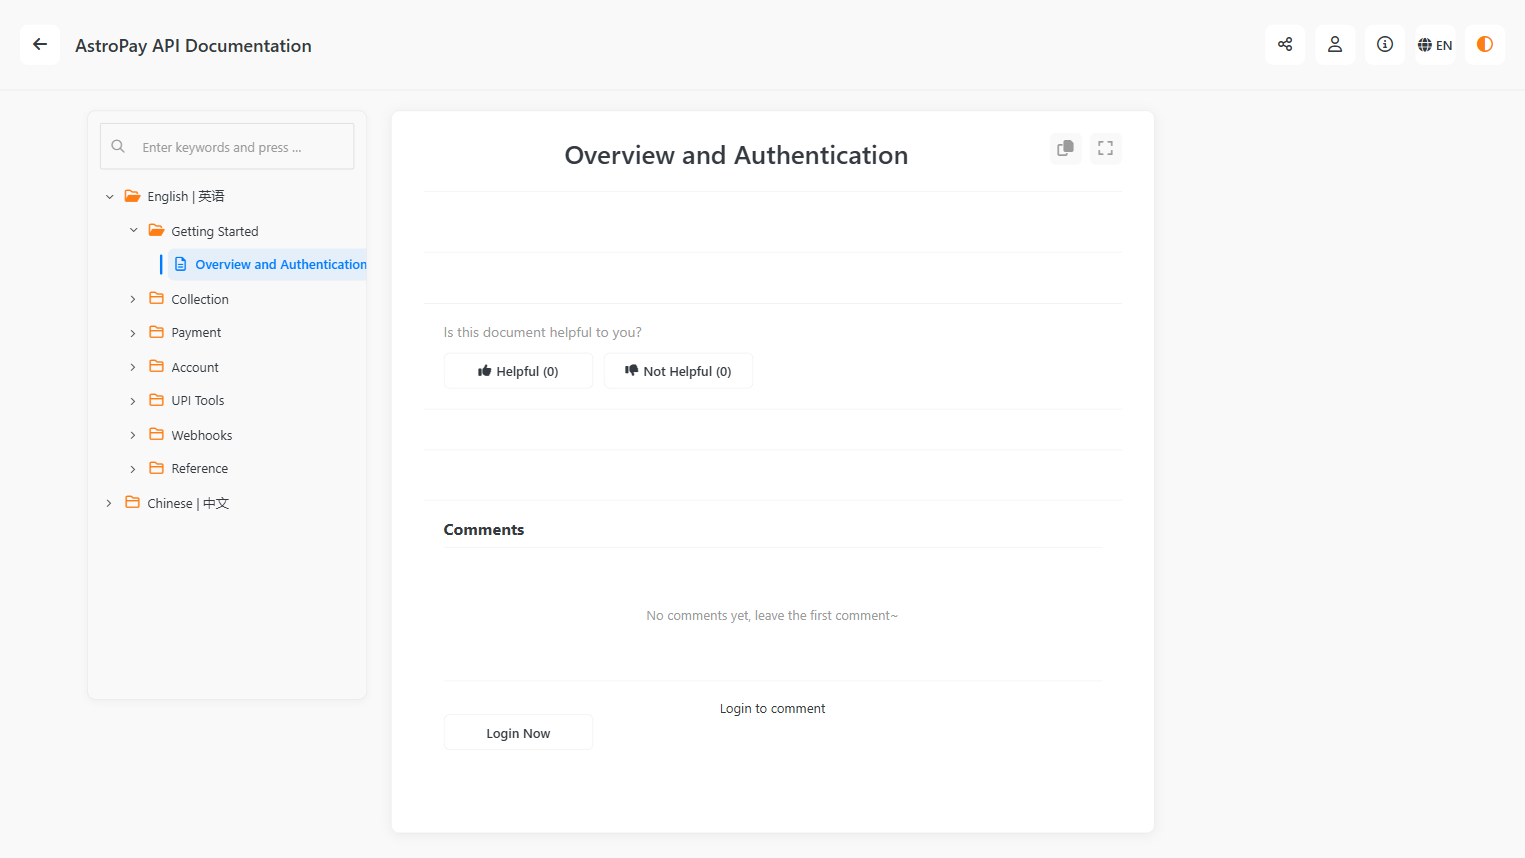 AstroPay API Documentation
EN
Enter keywords and press ...
English | 英语
Getting Started
Overview and Authentication
Collection
Payment
Account
UPI Tools
Webhooks
Reference
Chinese | 中文
Overview and Authentication
Is this document helpful to you?
Helpful (0)
Not Helpful (0)
Comments
No comments yet, leave the first comment~
Login to comment
Login Now